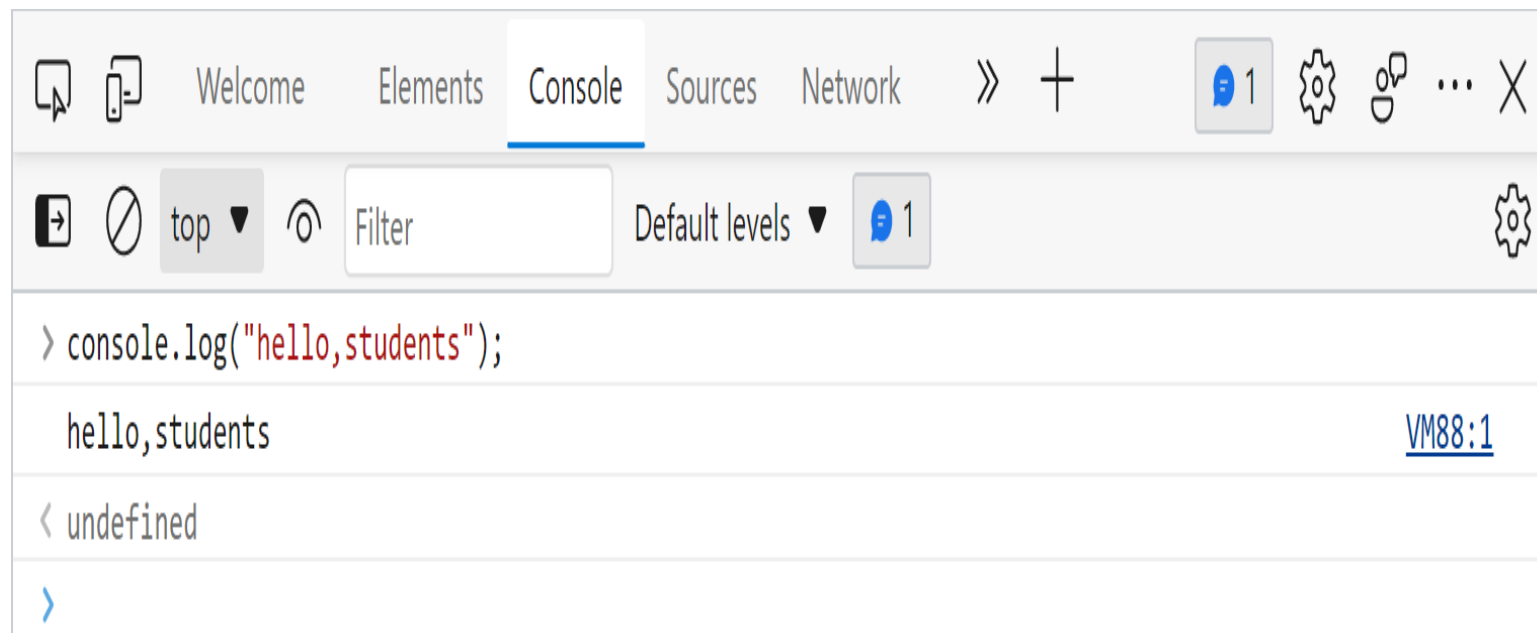 Welcome Elements Console Sources Network 1
top Filter Default levels 1
console.log("hello,students");
hello,students VM88:1
undefined